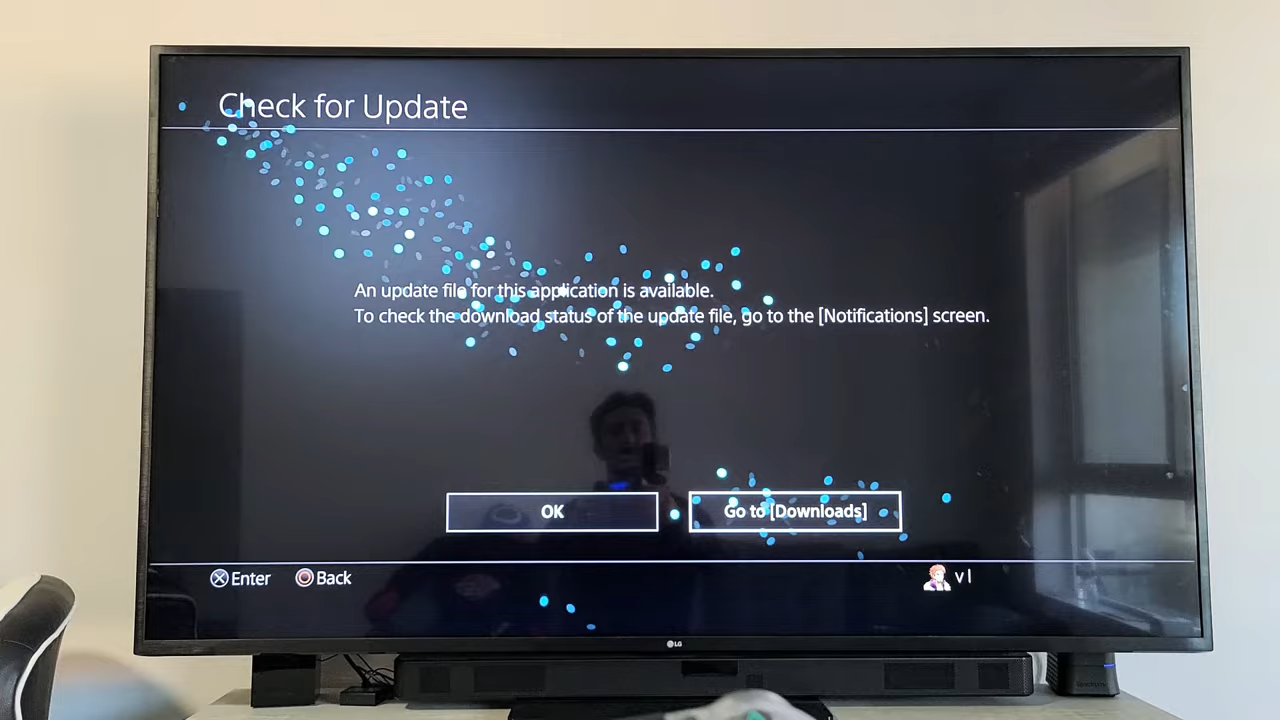 Check for Update
An update file for this application is available.
To check the download status of the update file, go to the [Notifications] screen.
OK
Go to [Downloads]
Enter
Back
LG